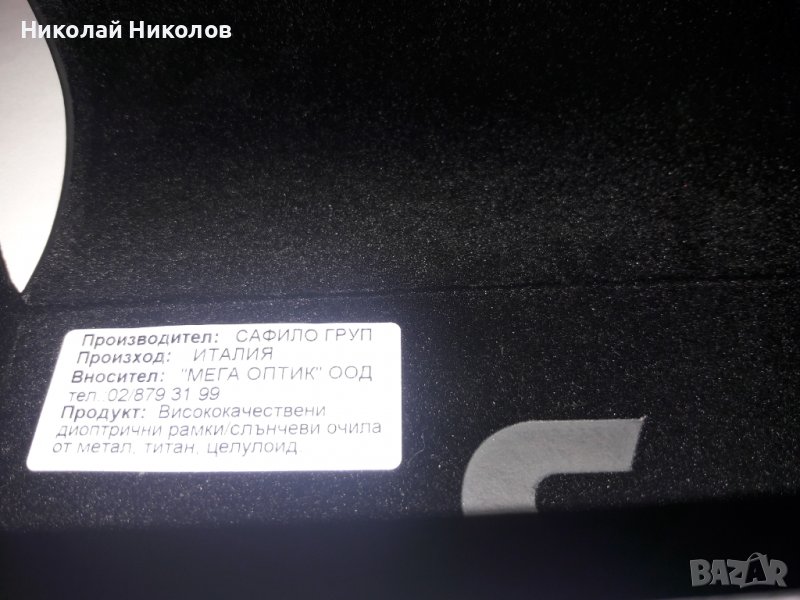 Николай Николов
Производител: САФИЛО ГРУП
Произход: ИТАЛИЯ
Вносител: "МЕГА ОПТИК" ООД
тел.:02/879 31 99
Продукт: Висококачествени
диоптрични рамки/слънчеви очила
от метал, титан, целулоид
BAZAR